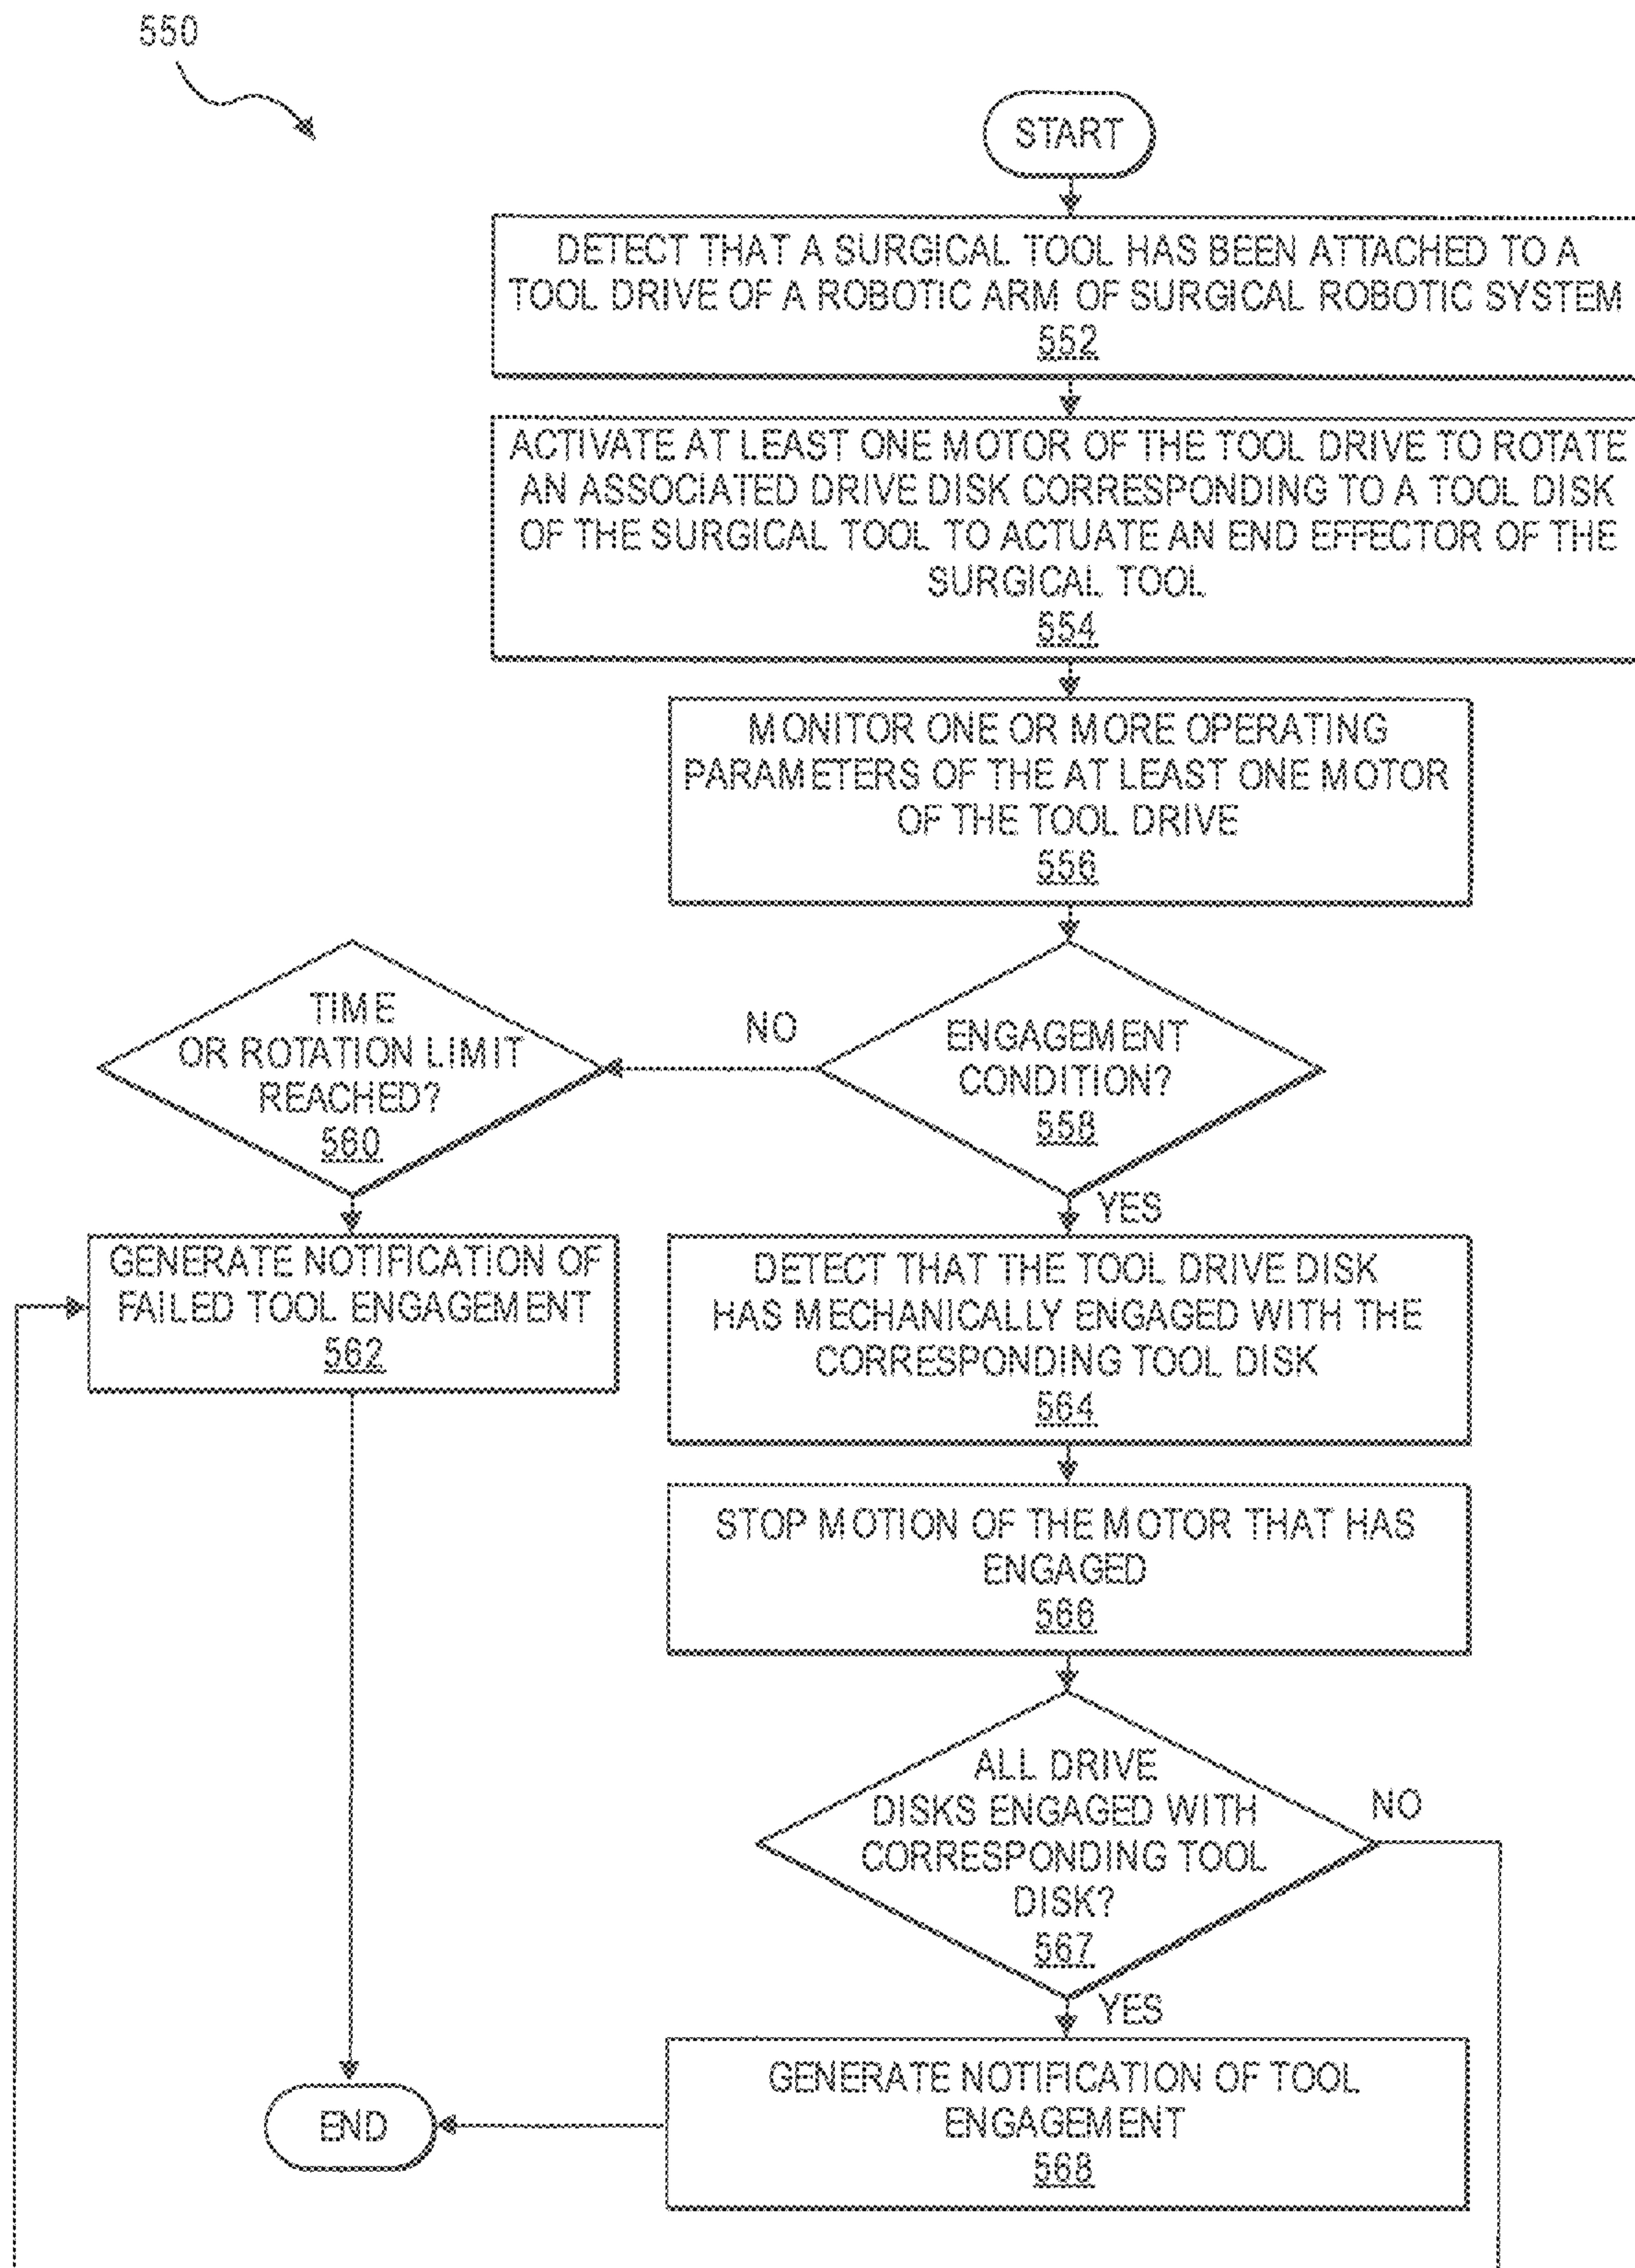 550
START
DETECT THAT A SURGICAL TOOL HAS BEEN ATTACHED TO A
TOOL DRIVE OF A ROBOTIC ARM OF SURGICAL ROBOTIC SYSTEM
552
ACTIVATE AT LEAST ONE MOTOR OF THE TOOL DRIVE TO ROTATE
AN ASSOCIATED DRIVE DISK CORRESPONDING TO A TOOL DISK
OF THE SURGICAL TOOL TO ACTUATE AN END EFFECTOR OF THE
SURGICAL TOOL
554
MONITOR ONE OR MORE OPERATING
PARAMETERS OF THE AT LEAST ONE MOTOR
OF THE TOOL DRIVE
556
ENGAGEMENT
CONDITION?
558
NO
TIME
OR ROTATION LIMIT
REACHED?
560
GENERATE NOTIFICATION OF
FAILED TOOL ENGAGEMENT
562
YES
DETECT THAT THE TOOL DRIVE DISK
HAS MECHANICALLY ENGAGED WITH THE
CORRESPONDING TOOL DISK
564
STOP MOTION OF THE MOTOR THAT HAS
ENGAGED
566
ALL DRIVE
DISKS ENGAGED WITH
CORRESPONDING TOOL
DISK?
567
NO
YES
GENERATE NOTIFICATION OF TOOL
ENGAGEMENT
568
END